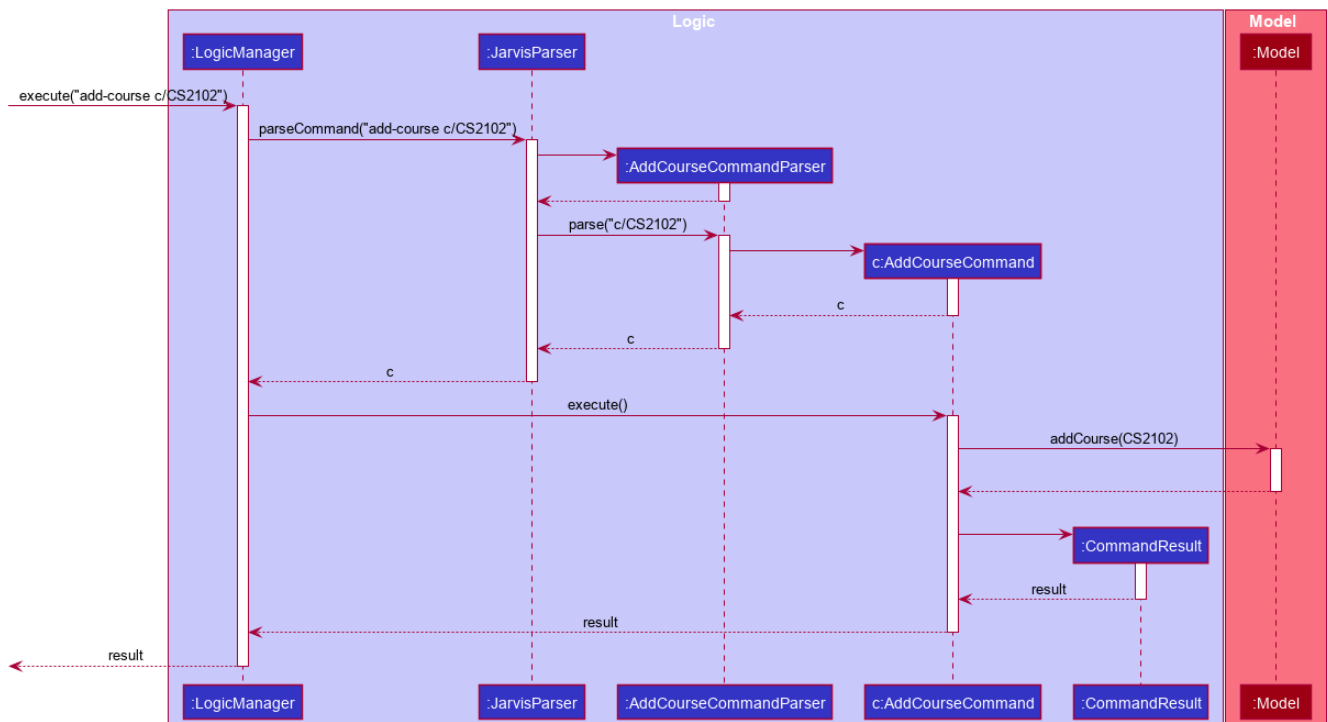 Logic
Model
:LogicManager
:JarvisParser
:Model
execute("add-course c/CS2102")
parseCommand("add-course c/CS2102")
:AddCourseCommandParser
parse("c/CS2102")
c:AddCourseCommand
c
c
c
execute()
addCourse(CS2102)
:CommandResult
result
result
result
:LogicManager
:JarvisParser
:AddCourseCommandParser
c:AddCourseCommand
:CommandResult
:Model